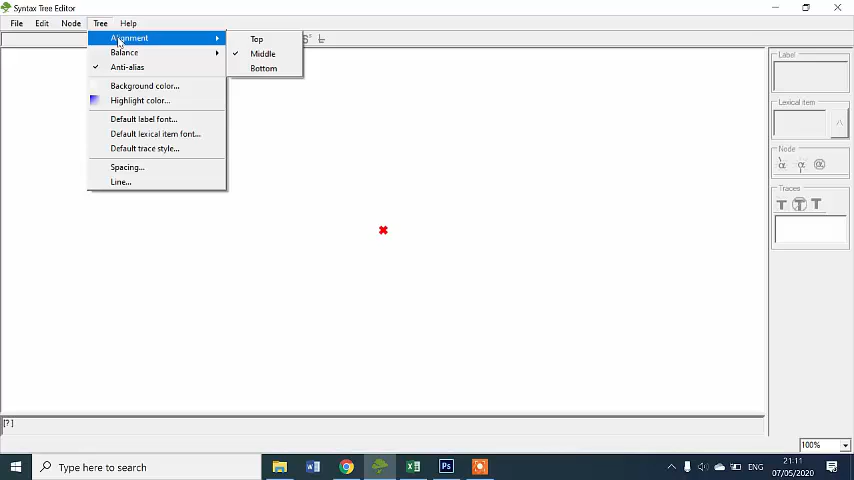 Syntax Tree Editor
File Edit Node Tree Help
Alignment
Balance
Anti-alias
Background color...
Highlight color...
Default label font...
Default lexical item font...
Default trace style...
Spacing...
Line...
Top
Middle
Bottom
Label
Lexical item
Node
Traces
[?]
100%
Type here to search
ENG
21:11
07/05/2020